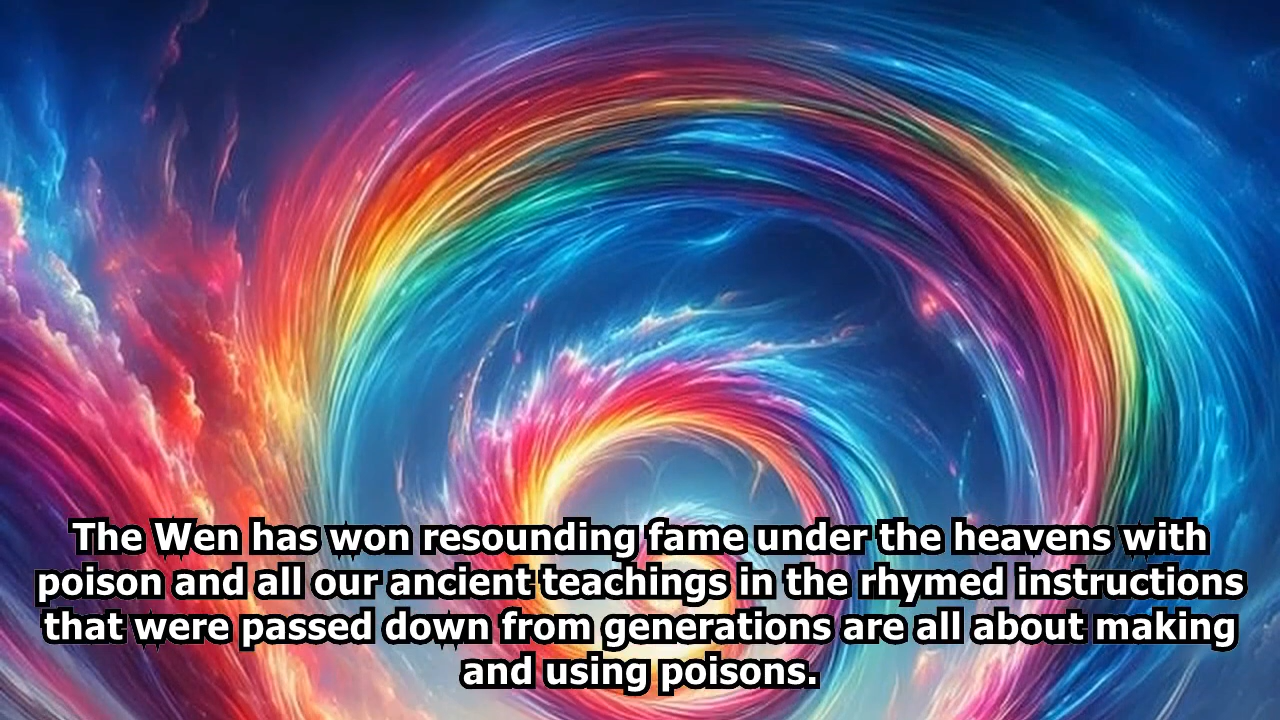 The Wen has won resounding fame under the heavens with
poison and all our ancient teachings in the rhymed instructions
that were passed down from generations are all about making
and using poisons.